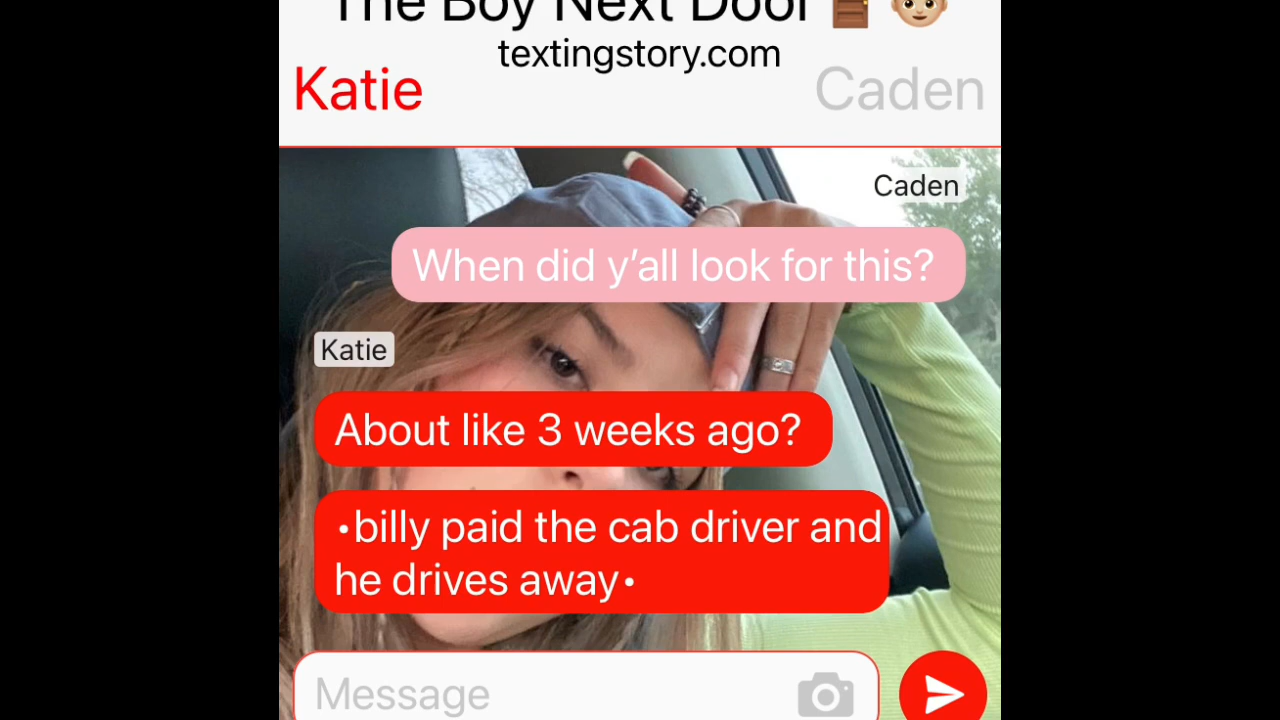 The Boy Next Door 🚪👦🏼
textingstory.com
Katie
Caden
Caden
When did y’all look for this?
Katie
About like 3 weeks ago?
•billy paid the cab driver and
he drives away•
Message